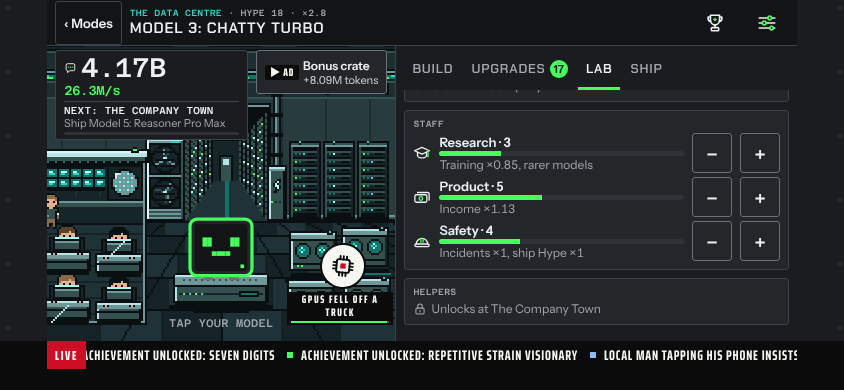 ‹ Modes
THE DATA CENTRE · HYPE 18 · ×2.8
MODEL 3: CHATTY TURBO
4.17B
26.3M/s
NEXT: THE COMPANY TOWN
Ship Model 5: Reasoner Pro Max
AD
Bonus crate
+8.09M tokens
GPUS FELL OFF A
TRUCK
TAP YOUR MODEL
BUILD
UPGRADES 17
LAB
SHIP
STAFF
Research · 3
Training ×0.85, rarer models
− +
Product · 5
Income ×1.13
− +
Safety · 4
Incidents ×1, ship Hype ×1
− +
HELPERS
Unlocks at The Company Town
LIVE
ACHIEVEMENT UNLOCKED: SEVEN DIGITS
ACHIEVEMENT UNLOCKED: REPETITIVE STRAIN VISIONARY
LOCAL MAN TAPPING HIS PHONE INSISTS